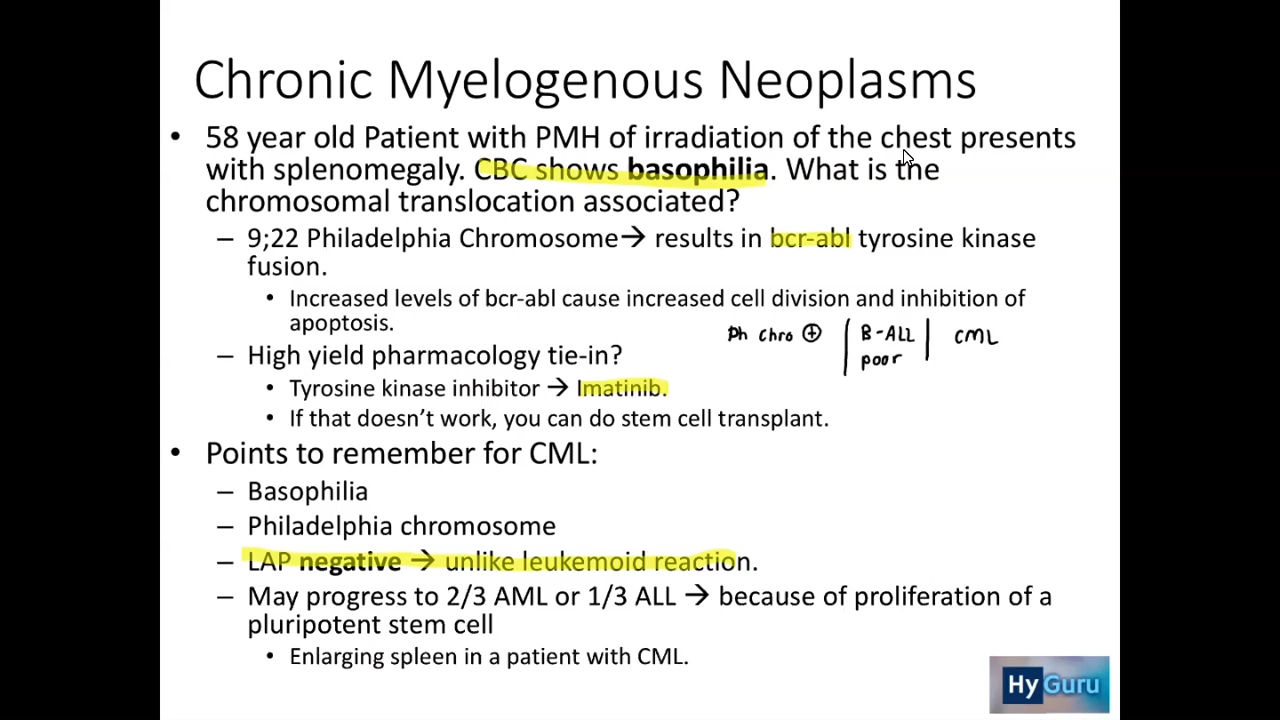 Chronic Myelogenous Neoplasms
• 58 year old Patient with PMH of irradiation of the chest presents
with splenomegaly. CBC shows basophilia. What is the
chromosomal translocation associated?
– 9;22 Philadelphia Chromosome→ results in bcr-abl tyrosine kinase
fusion.
• Increased levels of bcr-abl cause increased cell division and inhibition of
apoptosis.
Ph chro ⊕ | B-ALL | CML
poor
– High yield pharmacology tie-in?
• Tyrosine kinase inhibitor → Imatinib.
• If that doesn't work, you can do stem cell transplant.
• Points to remember for CML:
– Basophilia
– Philadelphia chromosome
– LAP negative → unlike leukemoid reaction.
– May progress to 2/3 AML or 1/3 ALL → because of proliferation of a
pluripotent stem cell
• Enlarging spleen in a patient with CML.
HyGuru